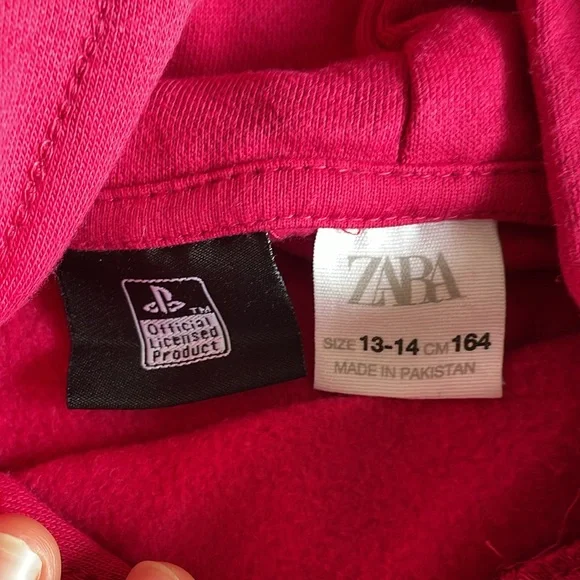 TM
Official
Licensed
Product
ZARA
SIZE 13-14 CM 164
MADE IN PAKISTAN